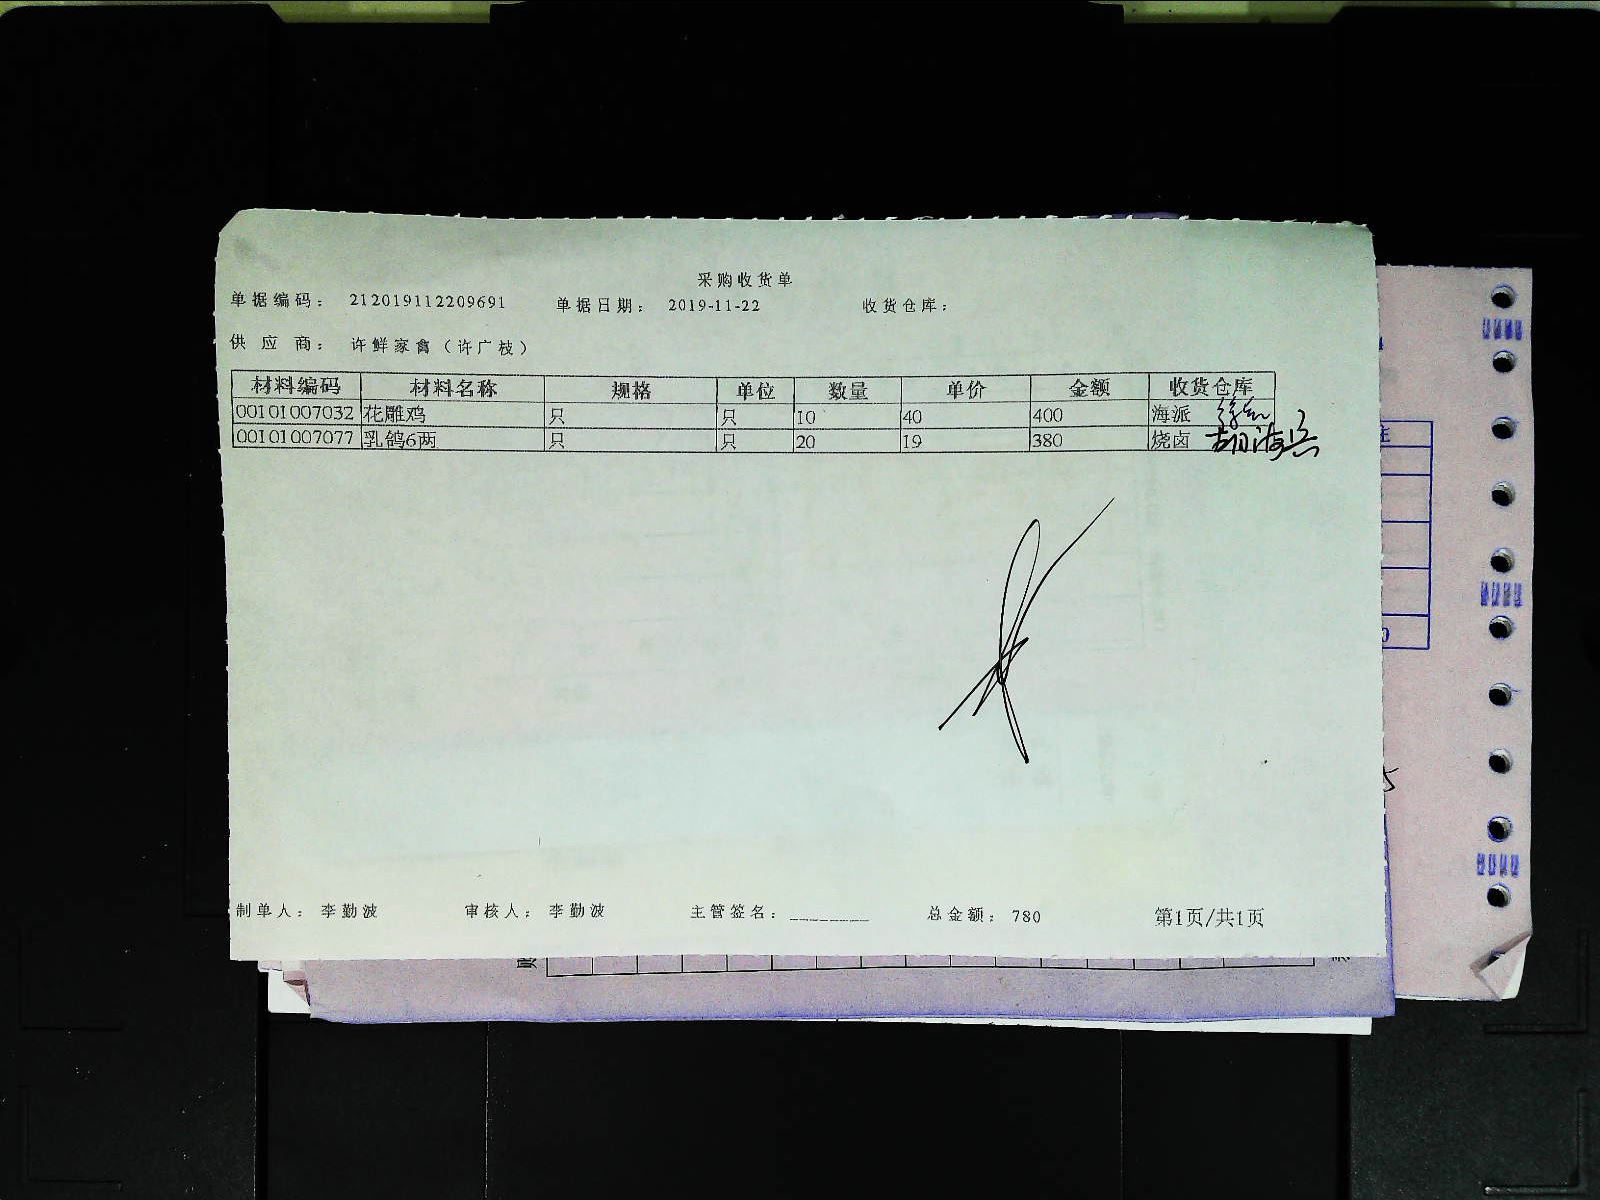 采购收货单
单据编码： 212019112209691 单据日期： 2019-11-22 收货仓库：
供应商： 许鲜家禽（许广枝）
材料编码 材料名称 规格 单位 数量 单价 金额 收货仓库
00101007032 花雕鸡 只 只 10 40 400 海派
00101007077 乳鸽6两 只 只 20 19 380 烧卤
制单人： 李勤波 审核人： 李勤波 主管签名： ________ 总金额： 780 第1页/共1页